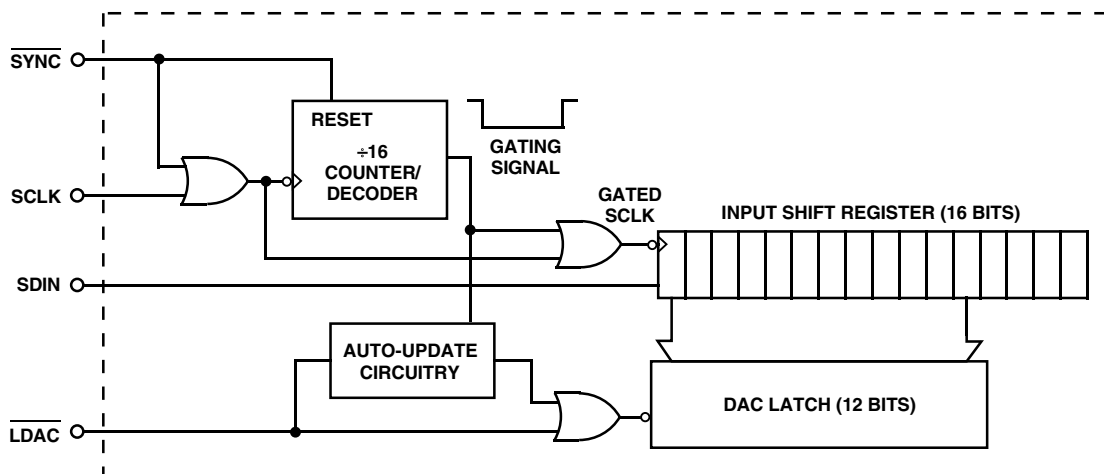 SYNC
RESET
÷16
COUNTER/
DECODER
GATING
SIGNAL
SCLK
GATED
SCLK
INPUT SHIFT REGISTER (16 BITS)
SDIN
AUTO-UPDATE
CIRCUITRY
DAC LATCH (12 BITS)
LDAC